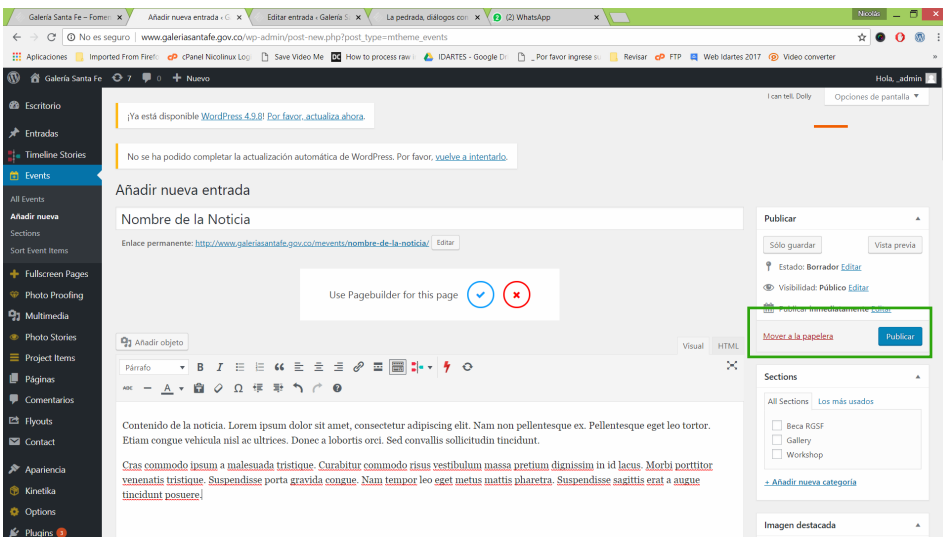 Galería Santa Fe – Fomen
Añadir nueva entrada ‹ G
Editar entrada ‹ Galería S
La pedrada, diálogos con
(2) WhatsApp
Nicolás
No es seguro | www.galeriasantafe.gov.co/wp-admin/post-new.php?post_type=mtheme_events
Aplicaciones
Imported From Firefo
cPanel Nicolinux Log
Save Video Me
How to process raw
IDARTES - Google Dr
_ Por favor ingrese su
Revisar
FTP
Web Idartes 2017
Video converter
»
Galería Santa Fe
7
0
+ Nuevo
Hola, _admin
Escritorio
Entradas
Timeline Stories
Events
All Events
Añadir nueva
Sections
Sort Event Items
Fullscreen Pages
Photo Proofing
Multimedia
Photo Stories
Project Items
Páginas
Comentarios
Flyouts
Contact
Apariencia
Kinetika
Options
Plugins 3
I can tell, Dolly
Opciones de pantalla
¡Ya está disponible WordPress 4.9.8! Por favor, actualiza ahora.
No se ha podido completar la actualización automática de WordPress. Por favor, vuelve a intentarlo.
Añadir nueva entrada
Nombre de la Noticia
Enlace permanente: http://www.galeriasantafe.gov.co/mevents/nombre-de-la-noticia/ Editar
Use Pagebuilder for this page
Añadir objeto
Visual
HTML
Párrafo
B I
ABC
A
Ω
Contenido de la noticia. Lorem ipsum dolor sit amet, consectetur adipiscing elit. Nam non pellentesque ex. Pellentesque eget leo tortor.
Etiam congue vehicula nisl ac ultrices. Donec a lobortis orci. Sed convallis sollicitudin tincidunt.
Cras commodo ipsum a malesuada tristique. Curabitur commodo risus vestibulum massa pretium dignissim in id lacus. Morbi porttitor
venenatis tristique. Suspendisse porta gravida congue. Nam tempor leo eget metus mattis pharetra. Suspendisse sagittis erat a augue
tincidunt posuere.
Publicar
Sólo guardar
Vista previa
Estado: Borrador Editar
Visibilidad: Público Editar
Publicar inmediatamente Editar
Mover a la papelera
Publicar
Sections
All Sections
Los más usados
Beca RGSF
Gallery
Workshop
+ Añadir nueva categoría
Imagen destacada